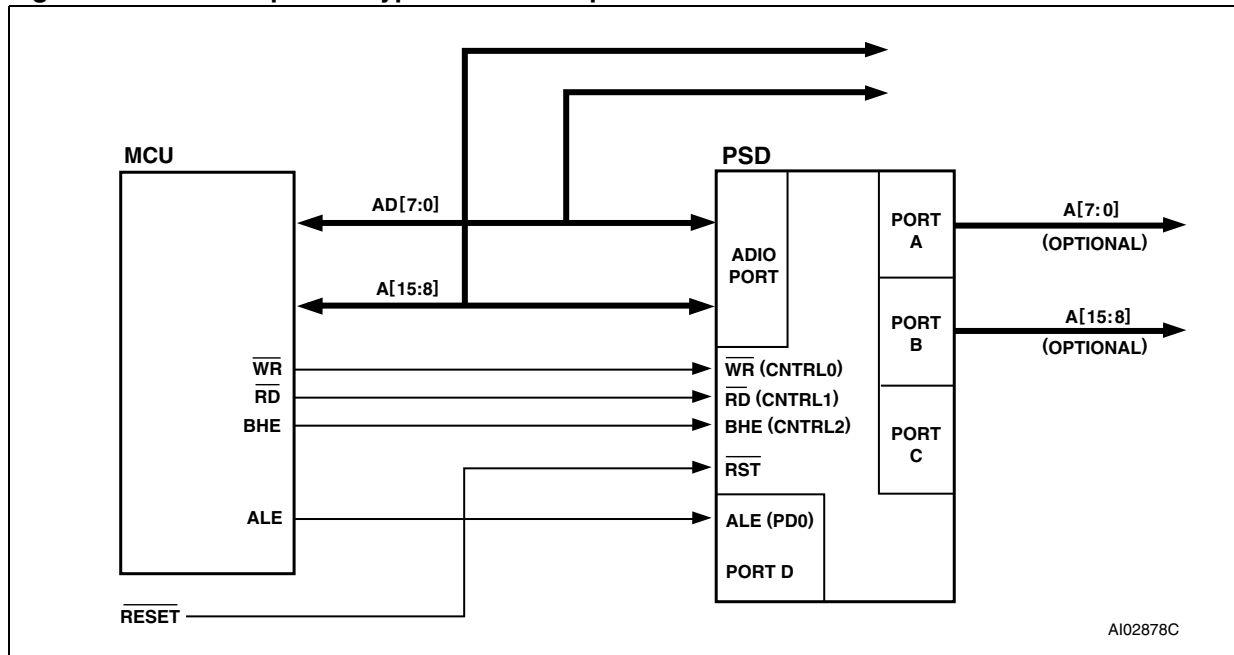 MCU
PSD
AD[7:0]
A[15:8]
ADIO
PORT
PORT
A
A[7:0]
(OPTIONAL)
PORT
B
A[15:8]
(OPTIONAL)
PORT
C
WR
RD
BHE
ALE
WR (CNTRL0)
RD (CNTRL1)
BHE (CNTRL2)
RST
ALE (PD0)
PORT D
RESET
AI02878C